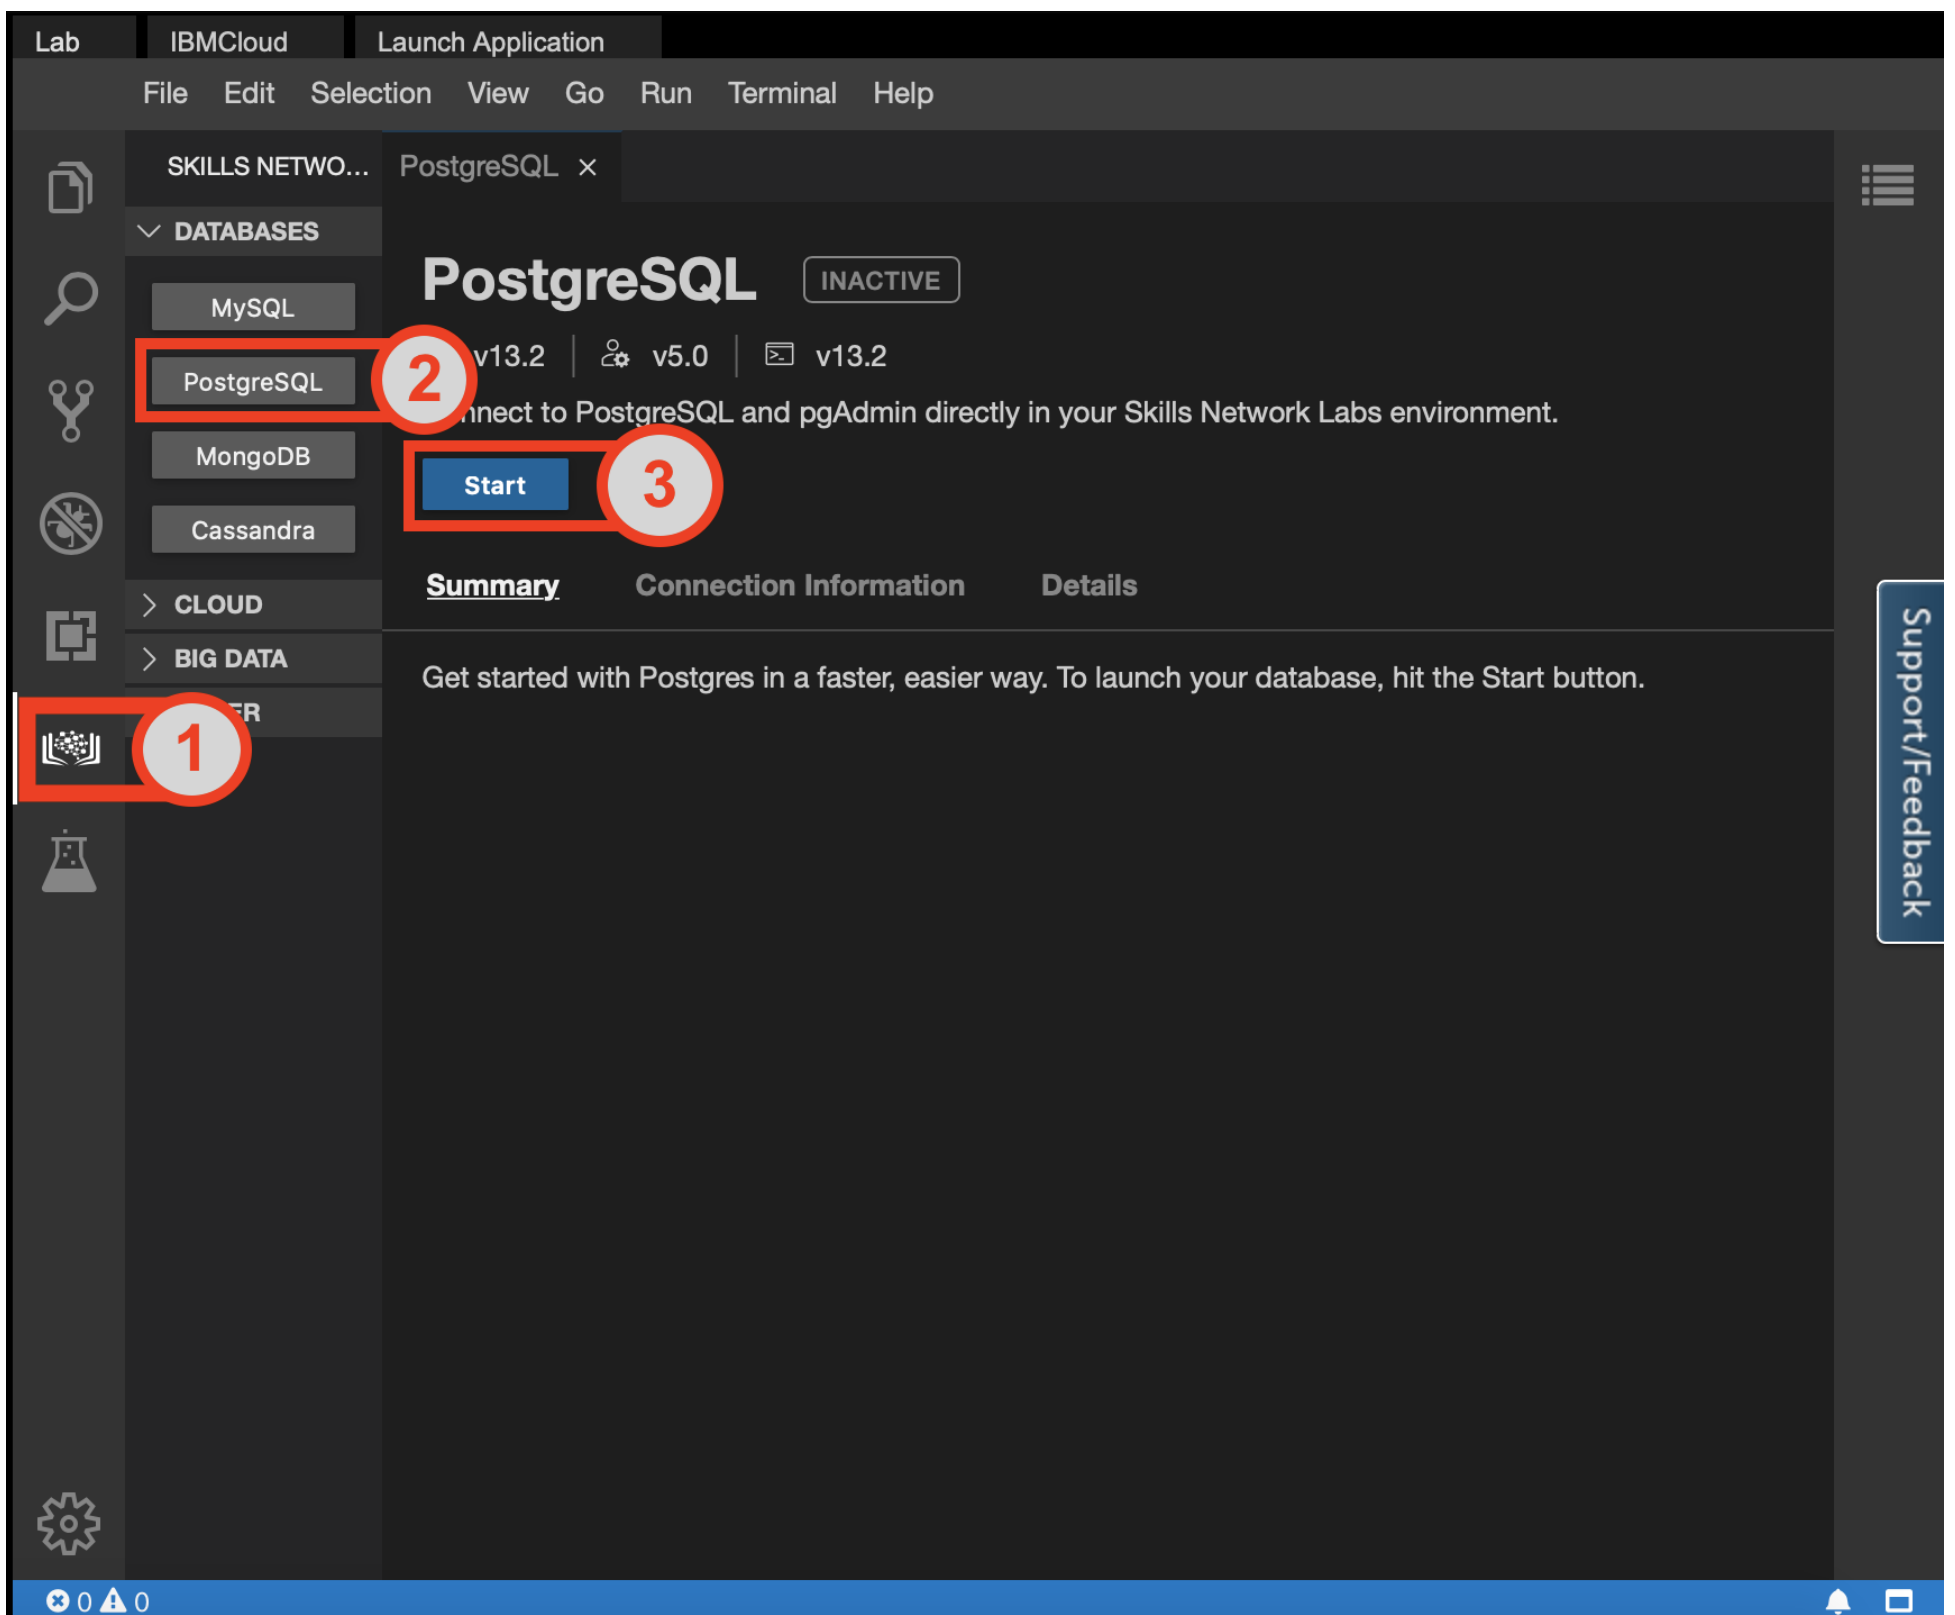 Lab IBMCloud Launch Application
File Edit Selection View Go Run Terminal Help
SKILLS NETWO... PostgreSQL ×
DATABASES
MySQL
PostgreSQL
MongoDB
Cassandra
CLOUD
BIG DATA
1
2
PostgreSQL INACTIVE
v13.2 v5.0 v13.2
to PostgreSQL and pgAdmin directly in your Skills Network Labs environment.
Start 3
Summary Connection Information Details
Get started with Postgres in a faster, easier way. To launch your database, hit the Start button.
Support/Feedback
0 0